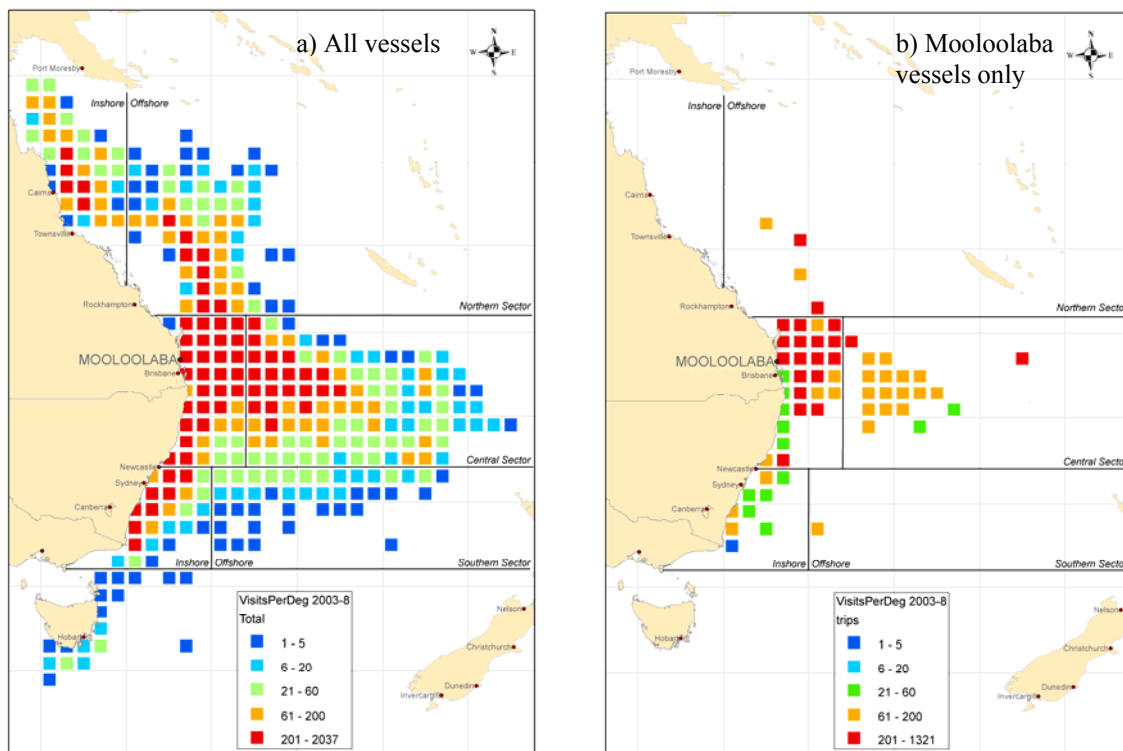 a) All vessels
N
W E
S
Port Moresby
Inshore Offshore
Cairns
Townsville
Rockhampton
Northern Sector
MOOLOOLABA
Brisbane
Newcastle
Central Sector
Sydney
Canberra
Inshore Offshore
Southern Sector
VisitsPerDeg 2003-8
Total
1 - 5
6 - 20
21 - 60
61 - 200
201 - 2037
Nelson
Hobart
Christchurch
Dunedin
Invercargill
b) Mooloolaba
vessels only
N
W E
S
Port Moresby
Inshore Offshore
Cairns
Townsville
Rockhampton
Northern Sector
MOOLOOLABA
Brisbane
Newcastle
Central Sector
Sydney
Canberra
Inshore Offshore
Southern Sector
VisitsPerDeg 2003-8
trips
1 - 5
6 - 20
21 - 60
61 - 200
201 - 1321
Nelson
Hobart
Christchurch
Dunedin
Invercargill